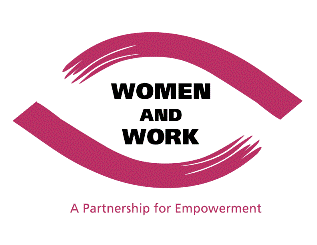 WOMEN
AND
WORK
A Partnership for Empowerment